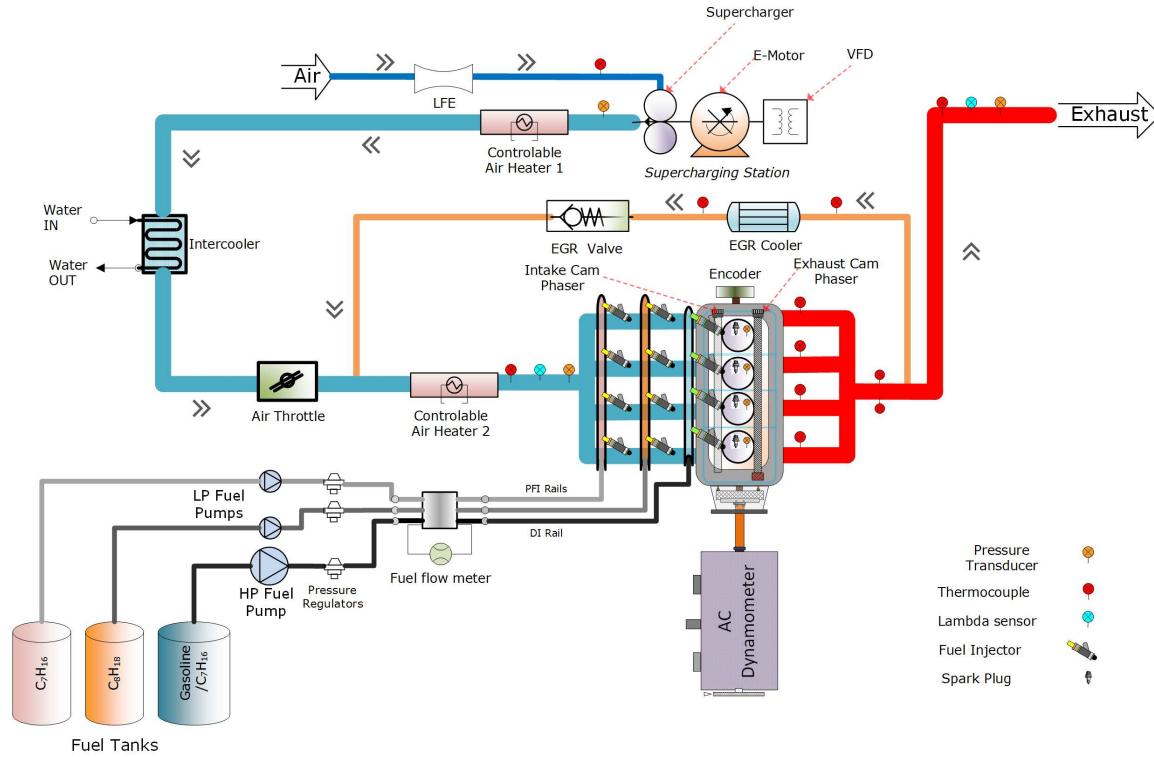 Supercharger
E-Motor
VFD
Air
LFE
Exhaust
Controlable
Air Heater 1
Supercharging Station
Water
IN
Intercooler
Water
OUT
EGR Valve
EGR Cooler
Intake Cam
Phaser
Encoder
Exhaust Cam
Phaser
Air Throttle
Controlable
Air Heater 2
LP Fuel
Pumps
PFI Rails
DI Rail
Fuel flow meter
HP Fuel
Pump
Pressure
Regulators
C₇H₁₆
C₈H₁₈
Gasoline
/C₇H₁₆
Fuel Tanks
AC
Dynamometer
Pressure
Transducer
Thermocouple
Lambda sensor
Fuel Injector
Spark Plug